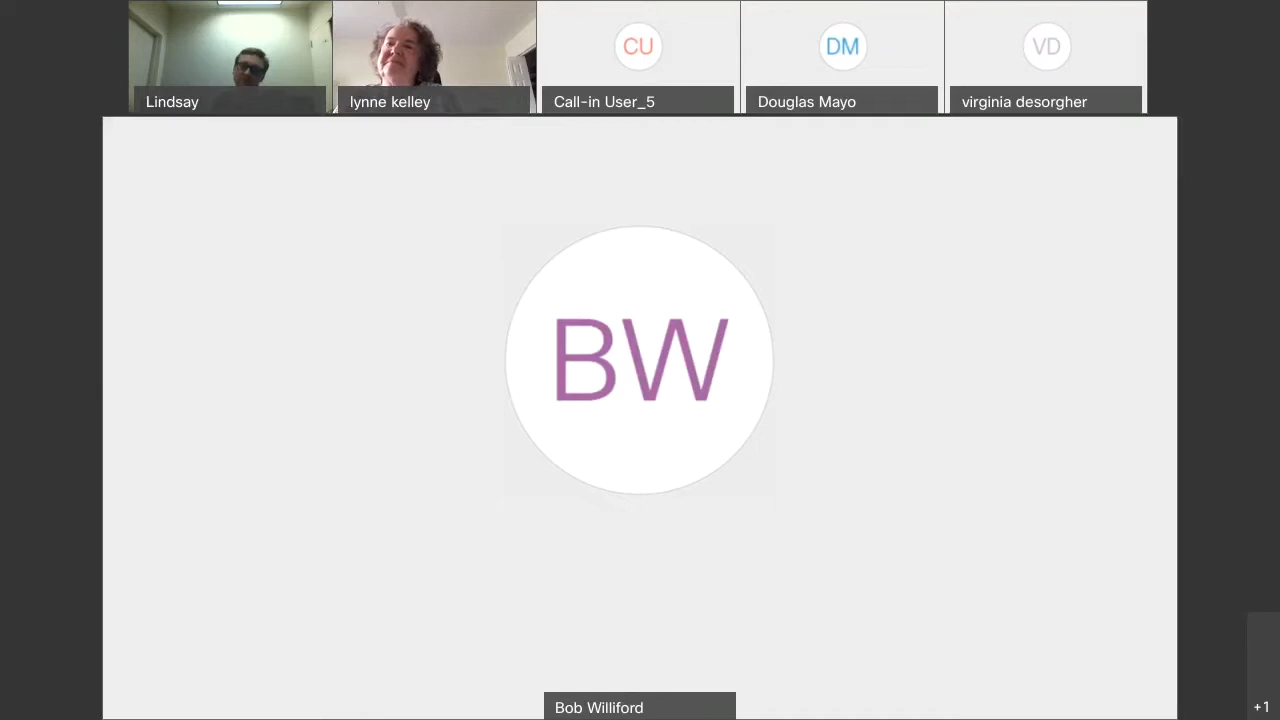 CU
DM
VD
Lindsay
lynne kelley
Call-in User_5
Douglas Mayo
virginia desorgher
BW
Bob Williford
+1